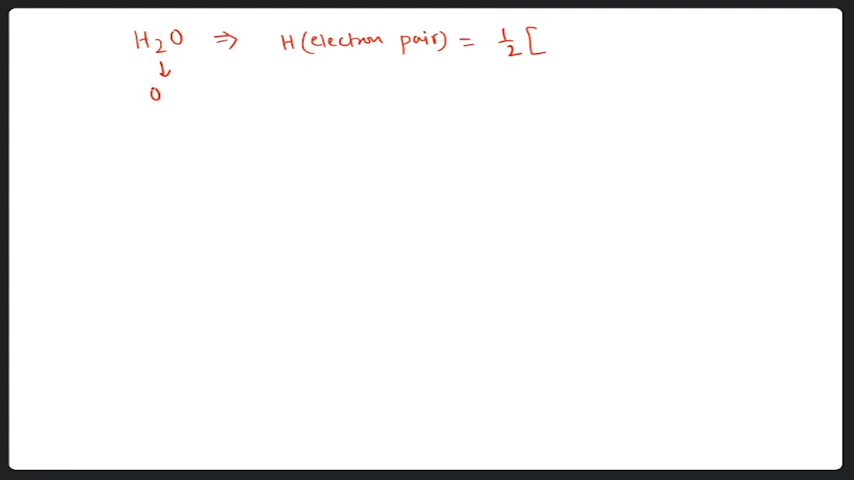 H₂O ⇒ H (electron pair) = 1/2 [
↓
O